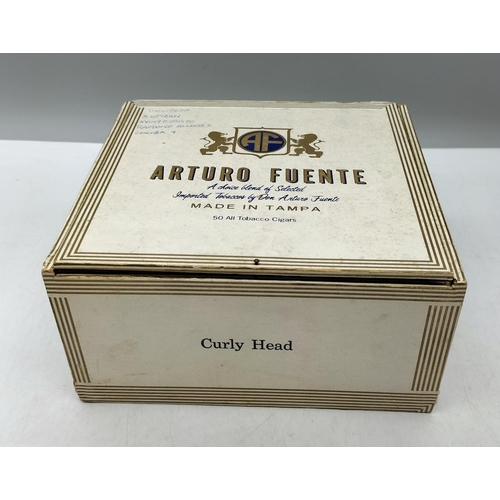 AF
ARTURO FUENTE
A choice blend of Selected
Imported Tobaccos by Don Arturo Fuente
MADE IN TAMPA
50 All Tobacco Cigars
Curly Head